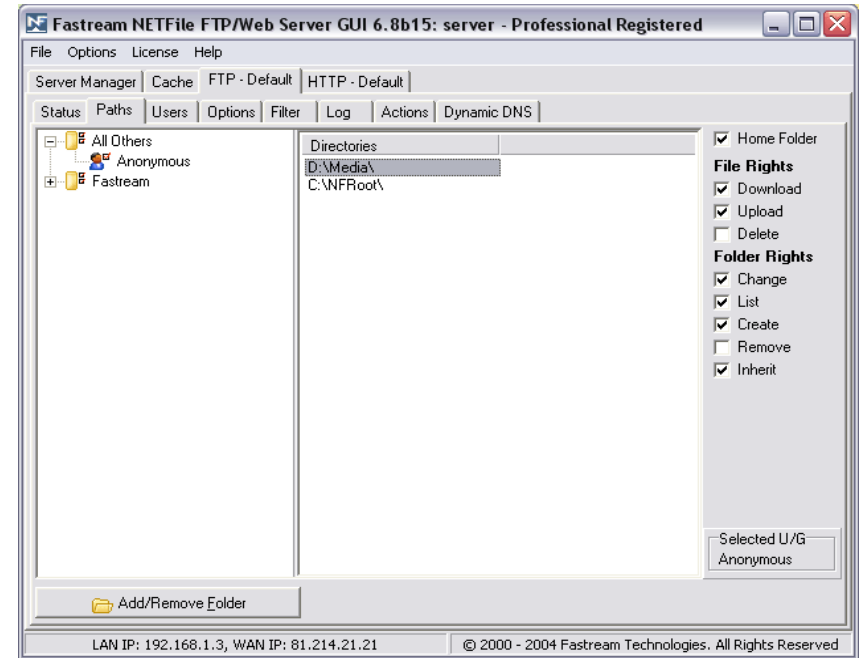 Fastream NETFile FTP/Web Server GUI 6.8b15: server - Professional Registered
File Options License Help
Server Manager Cache FTP - Default HTTP - Default
Status Paths Users Options Filter Log Actions Dynamic DNS
All Others
Anonymous
Fastream
Directories
D:\Media\
C:\NFRoot\
Home Folder
File Rights
Download
Upload
Delete
Folder Rights
Change
List
Create
Remove
Inherit
Selected U/G
Anonymous
Add/Remove Folder
LAN IP: 192.168.1.3, WAN IP: 81.214.21.21
© 2000 - 2004 Fastream Technologies. All Rights Reserved